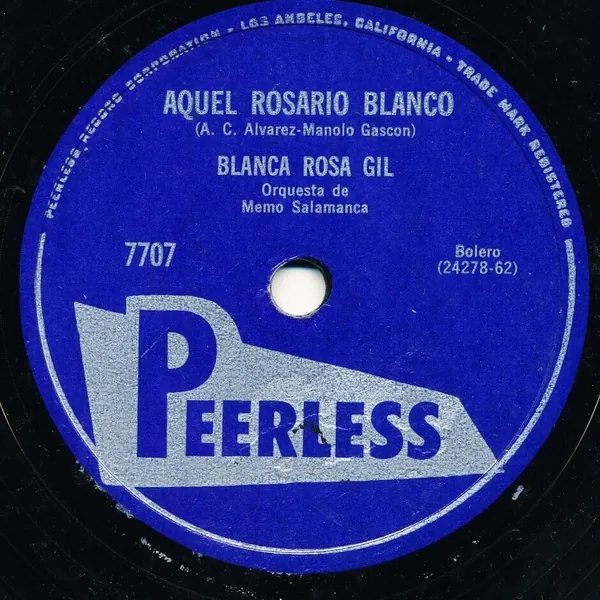 PEERLESS RECORD CORPORATION - LOS ANGELES, CALIFORNIA - TRADE MARK REGISTERED
AQUEL ROSARIO BLANCO
(A. C. Alvarez-Manolo Gascon)
BLANCA ROSA GIL
Orquesta de
Memo Salamanca
7707
Bolero
(24278-62)
PEERLESS